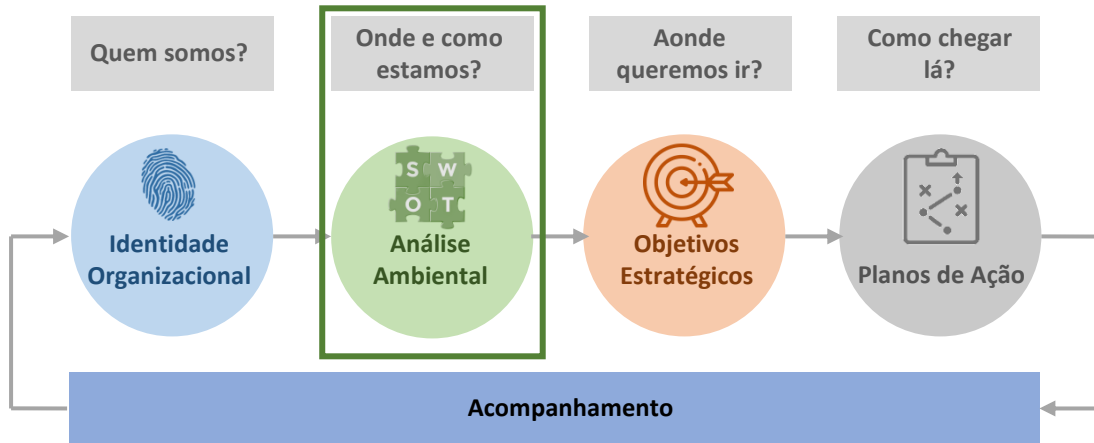 Quem somos?
Onde e como
estamos?
Aonde
queremos ir?
Como chegar
lá?
S W
O T
Identidade
Organizacional
Análise
Ambiental
Objetivos
Estratégicos
Planos de Ação
Acompanhamento